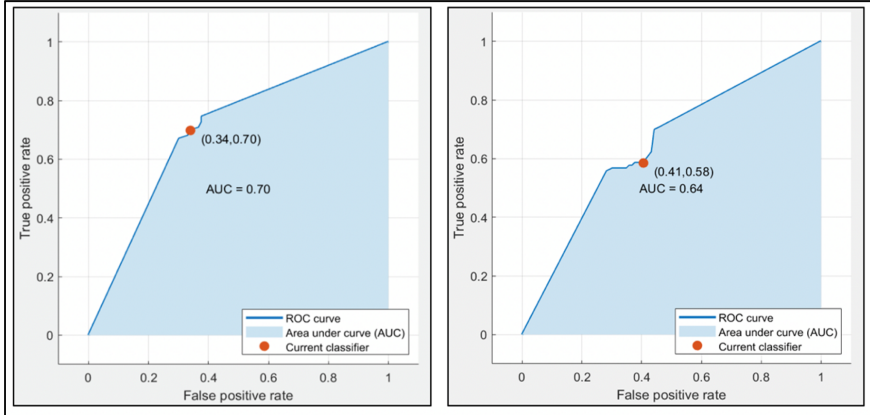 1
0.8
0.6
0.4
0.2
0
True positive rate
(0.34,0.70)
AUC = 0.70
ROC curve
Area under curve (AUC)
Current classifier
0 0.2 0.4 0.6 0.8 1
False positive rate
1
0.8
0.6
0.4
0.2
0
True positive rate
(0.41,0.58)
AUC = 0.64
ROC curve
Area under curve (AUC)
Current classifier
0 0.2 0.4 0.6 0.8 1
False positive rate